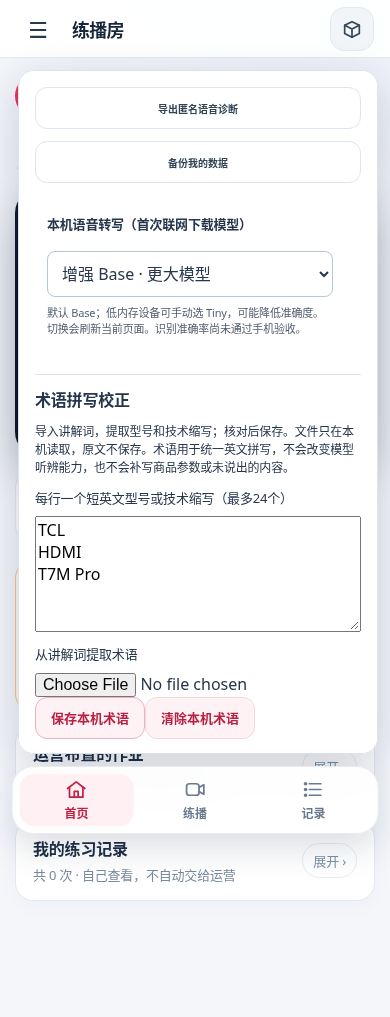 练播房
导出匿名语音诊断
备份我的数据
本机语音转写（首次联网下载模型）
增强 Base · 更大模型
默认 Base；低内存设备可手动选 Tiny，可能降低准确度。
切换会刷新当前页面。识别准确率尚未通过手机验收。
术语拼写校正
导入讲解词，提取型号和技术缩写；核对后保存。文件只在本
机读取，原文不保存。术语用于统一英文拼写，不会改变模型
听辨能力，也不会补写商品参数或未说出的内容。
每行一个短英文型号或技术缩写（最多24个）
TCL
HDMI
T7M Pro
从讲解词提取术语
Choose File No file chosen
保存本机术语 清除本机术语
运营布置的作业
展开
首页 练播 记录
我的练习记录
共 0 次 · 自己查看，不自动交给运营
展开 ›